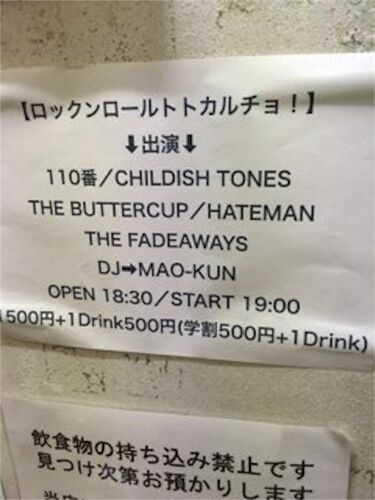 【ロックンロールトトカルチョ！】
⬇出演⬇
110番／CHILDISH TONES
THE BUTTERCUP／HATEMAN
THE FADEAWAYS
DJ➡MAO-KUN
OPEN 18:30／START 19:00
1500円+1Drink500円(学割500円+1Drink)
飲食物の持ち込み禁止です
見つけ次第お預かりします